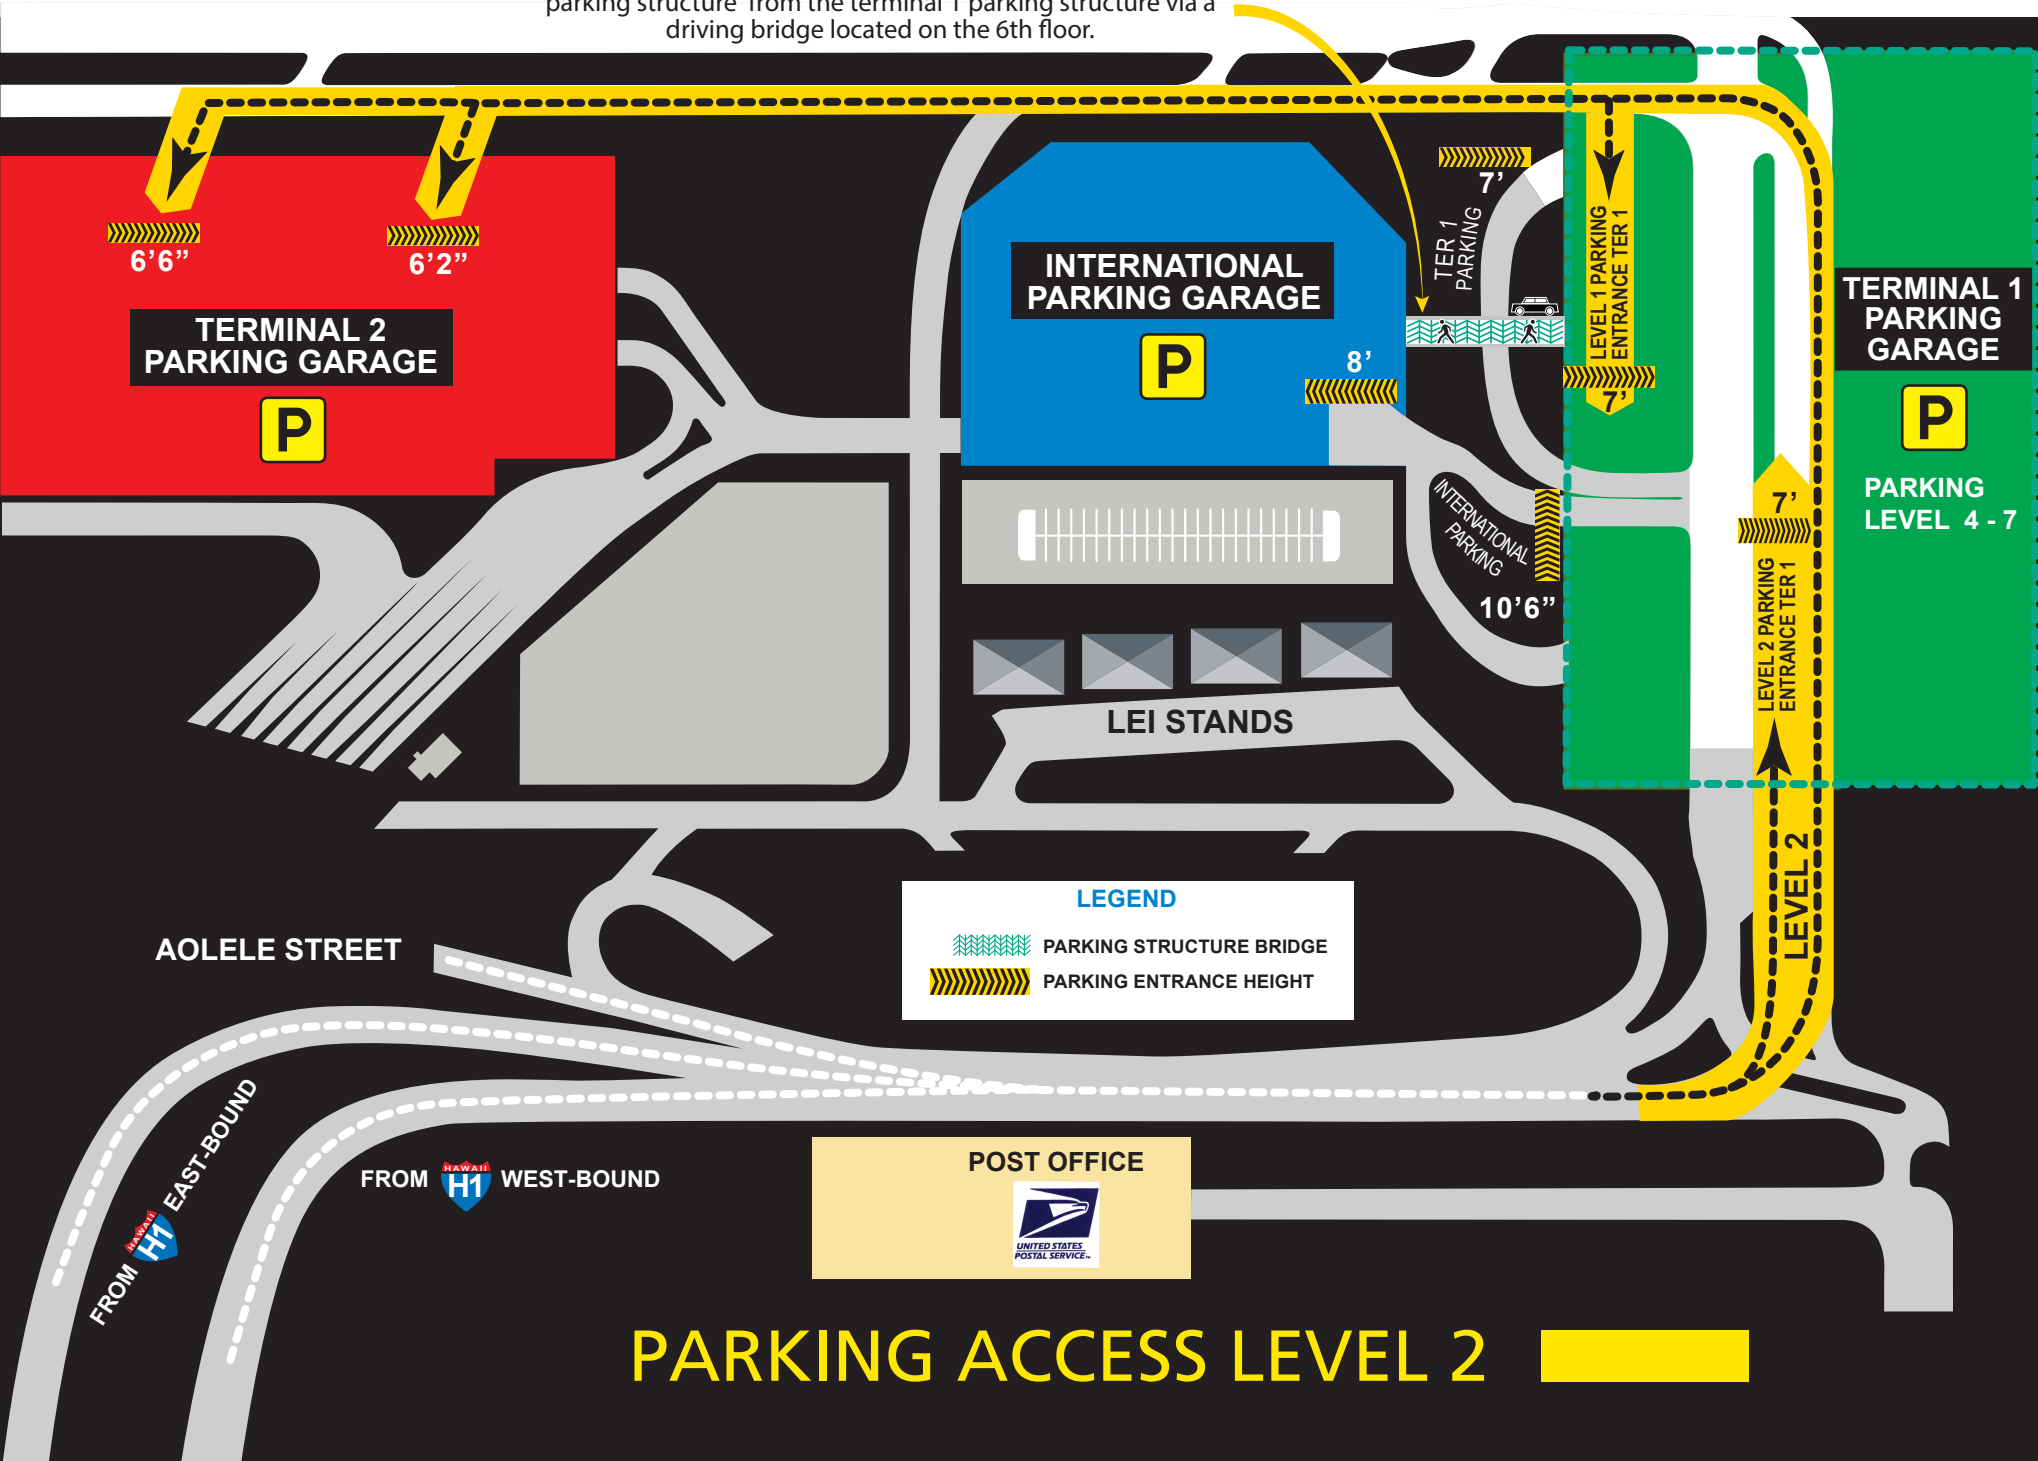 parking structure from the terminal 1 parking structure via a
driving bridge located on the 6th floor.
6’6”
6’2”
TERMINAL 2
PARKING GARAGE
P
INTERNATIONAL
PARKING GARAGE
P
8’
7’
TER 1
PARKING
LEVEL 1 PARKING
ENTRANCE TER 1
7’
TERMINAL 1
PARKING
GARAGE
P
PARKING
LEVEL 4 - 7
INTERNATIONAL
PARKING
10’6”
7’
LEVEL 2 PARKING
ENTRANCE TER 1
LEVEL 2
LEI STANDS
LEGEND
PARKING STRUCTURE BRIDGE
PARKING ENTRANCE HEIGHT
AOLELE STREET
FROM HAWAII H1 EAST-BOUND
FROM HAWAII H1 WEST-BOUND
POST OFFICE
UNITED STATES
POSTAL SERVICE™
PARKING ACCESS LEVEL 2